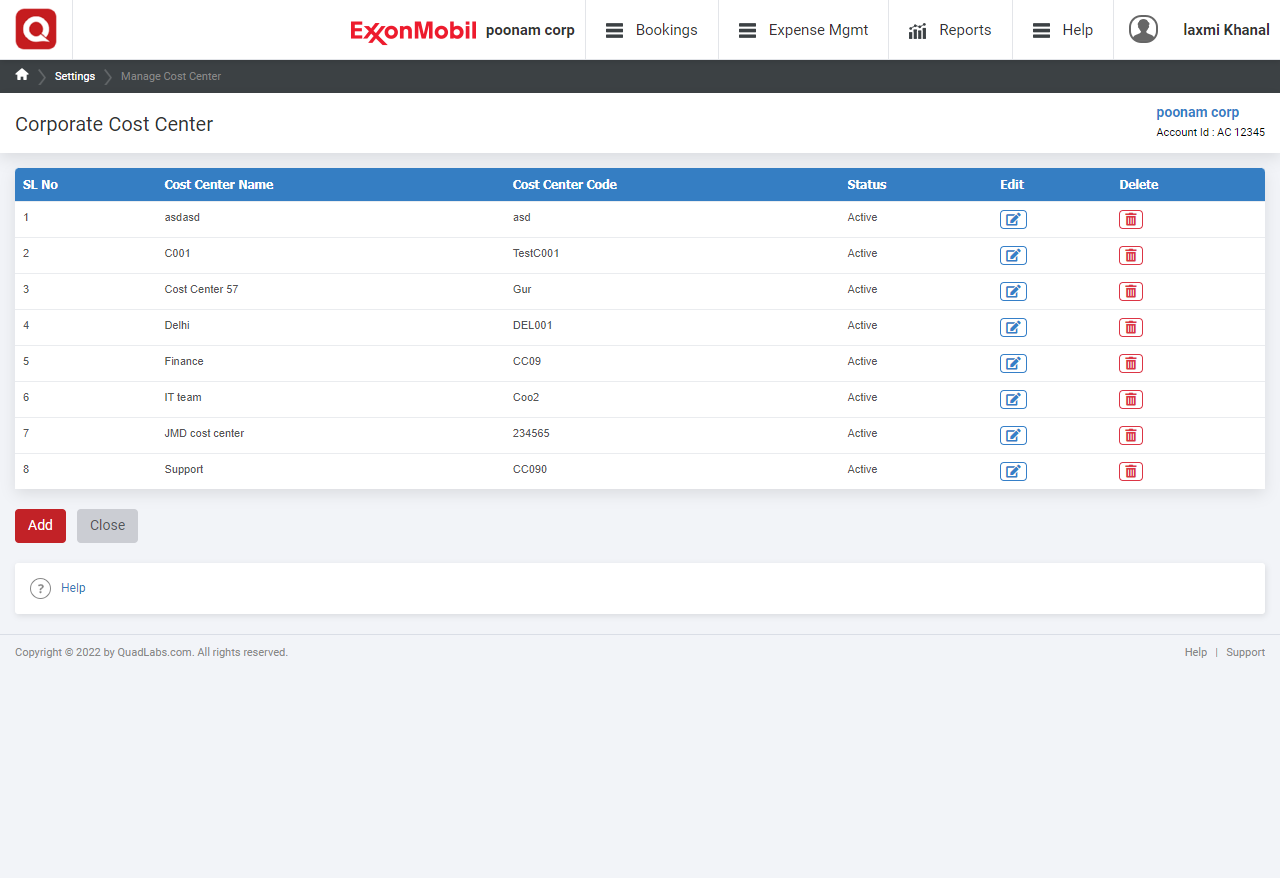 Q ExxonMobil poonam corp Bookings Expense Mgmt Reports Help laxmi Khanal
Settings Manage Cost Center
Corporate Cost Center
poonam corp
Account Id : AC 12345
SL No Cost Center Name Cost Center Code Status Edit Delete
1 asdasd asd Active
2 C001 TestC001 Active
3 Cost Center 57 Gur Active
4 Delhi DEL001 Active
5 Finance CC09 Active
6 IT team Coo2 Active
7 JMD cost center 234565 Active
8 Support CC090 Active
Add Close
? Help
Copyright © 2022 by QuadLabs.com. All rights reserved. Help | Support